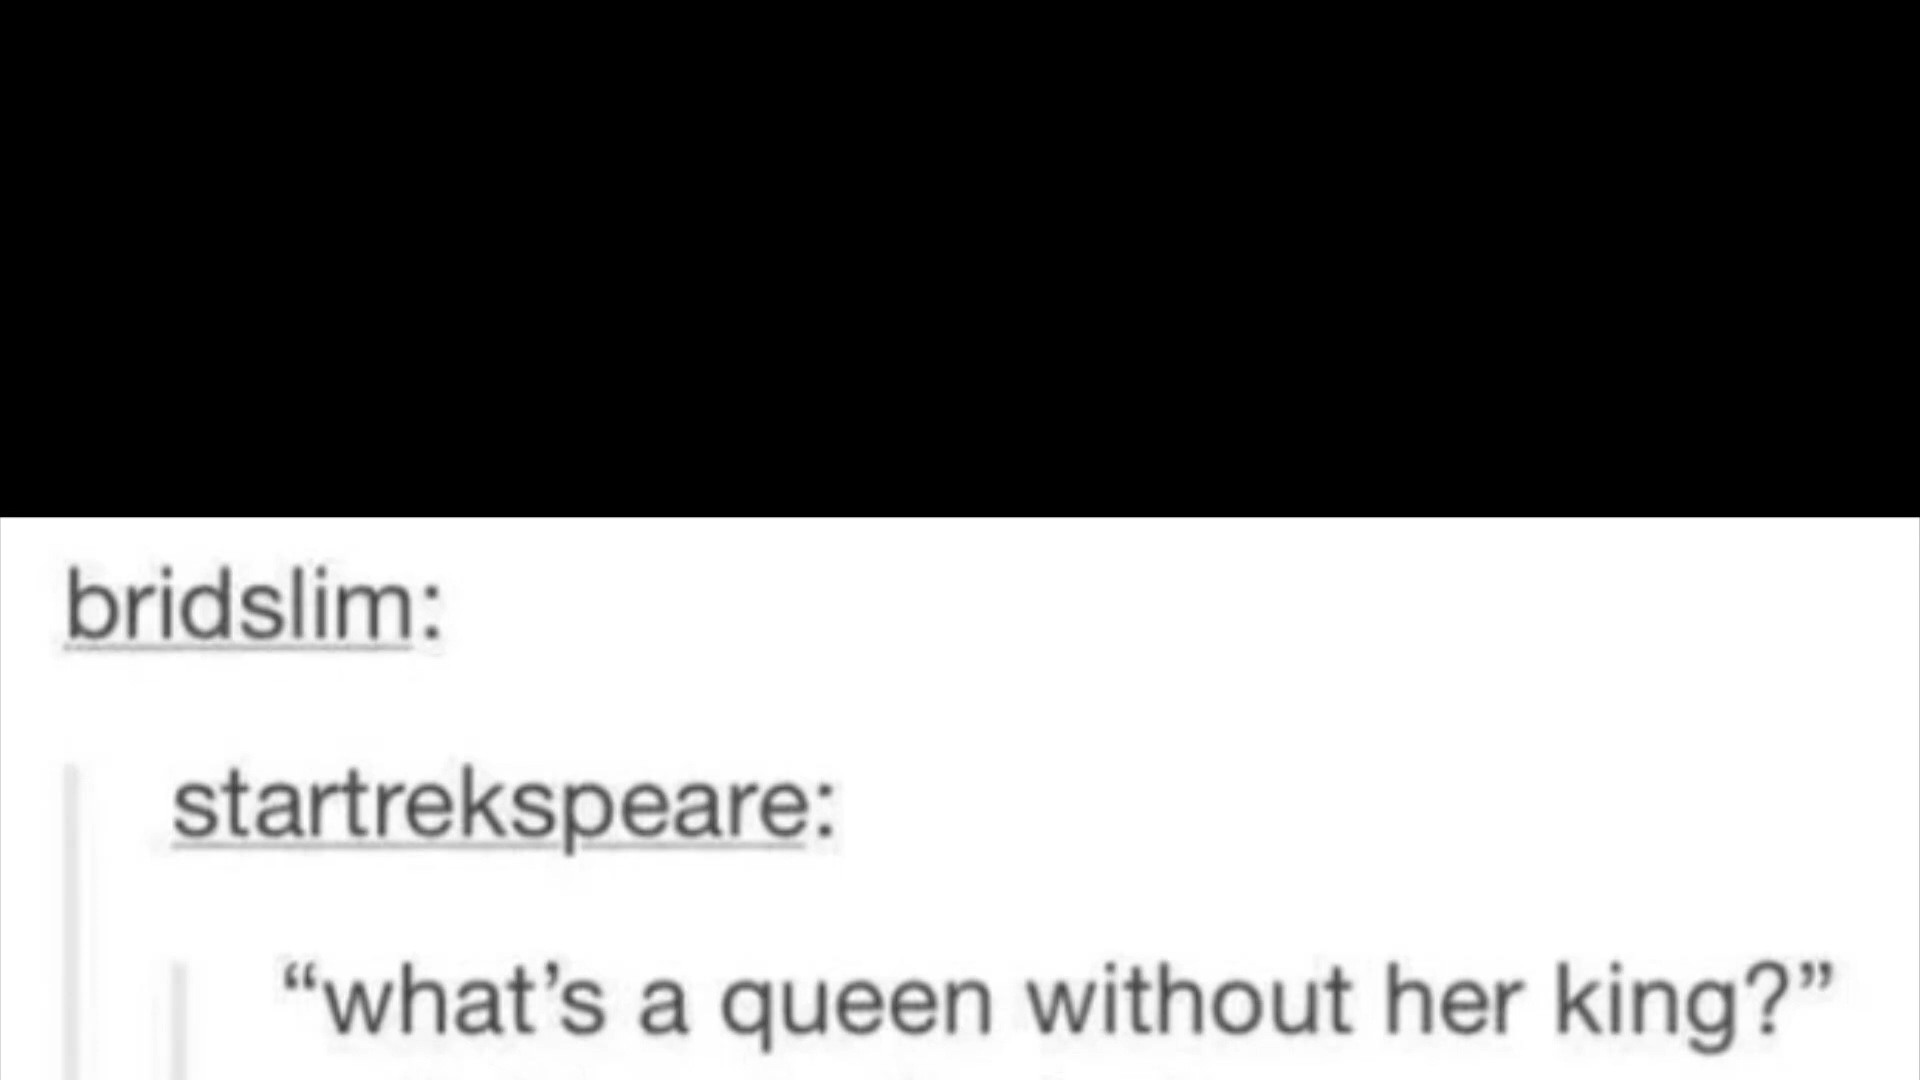 bridslim:
startrekspeare:
“what’s a queen without her king?”